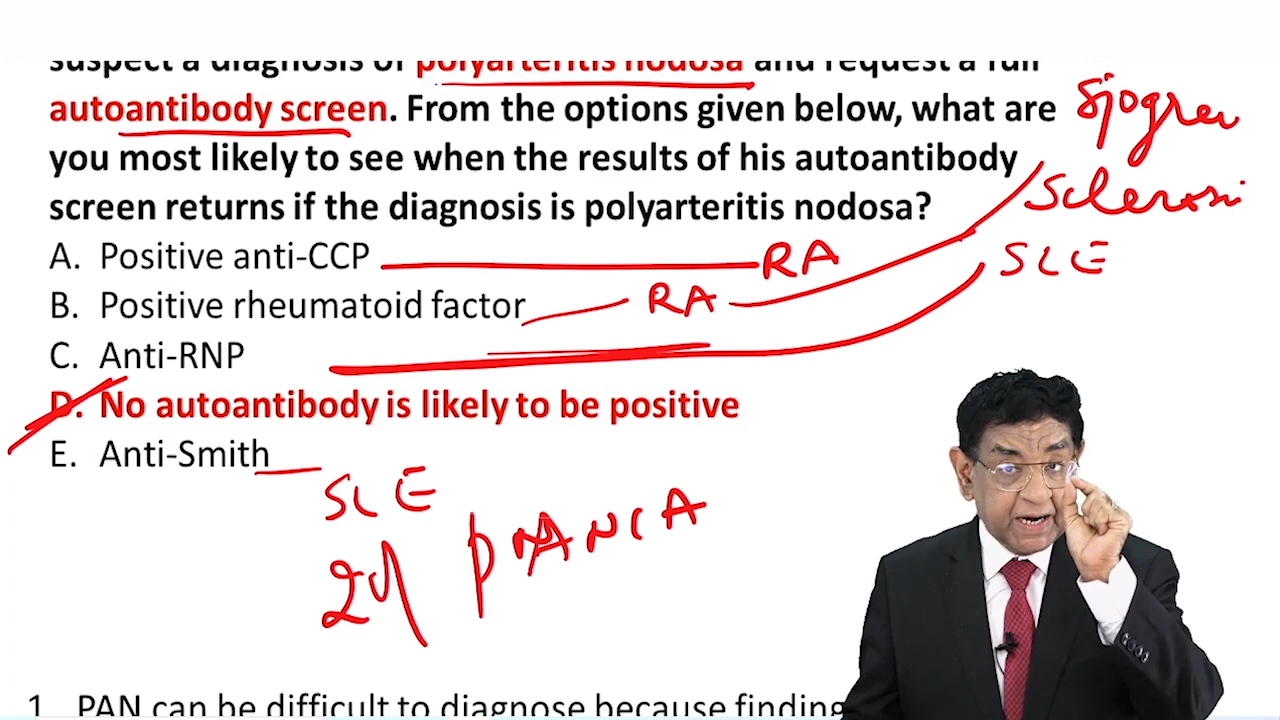 suspect a diagnosis of polyarteritis nodosa and request a full
autoantibody screen. From the options given below, what are
you most likely to see when the results of his autoantibody
screen returns if the diagnosis is polyarteritis nodosa?
A. Positive anti-CCP
RA
B. Positive rheumatoid factor
RA
C. Anti-RNP
D. No autoantibody is likely to be positive
E. Anti-Smith
Sjogren
Sclerosi
SLE
SLE
ANCA
1. PAN can be difficult to diagnose because finding